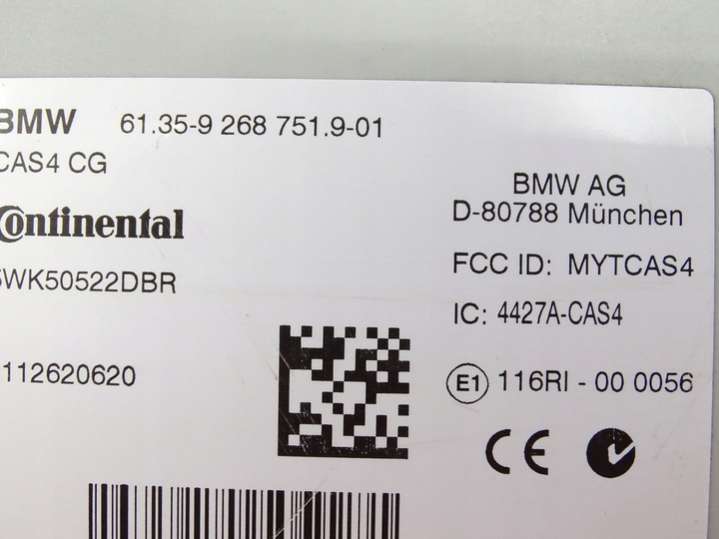 BMW 61.35-9 268 751.9-01
CAS4 CG
Continental
5WK50522DBR
112620620
BMW AG
D-80788 München
FCC ID: MYTCAS4
IC: 4427A-CAS4
E1 116RI - 00 0056
CE